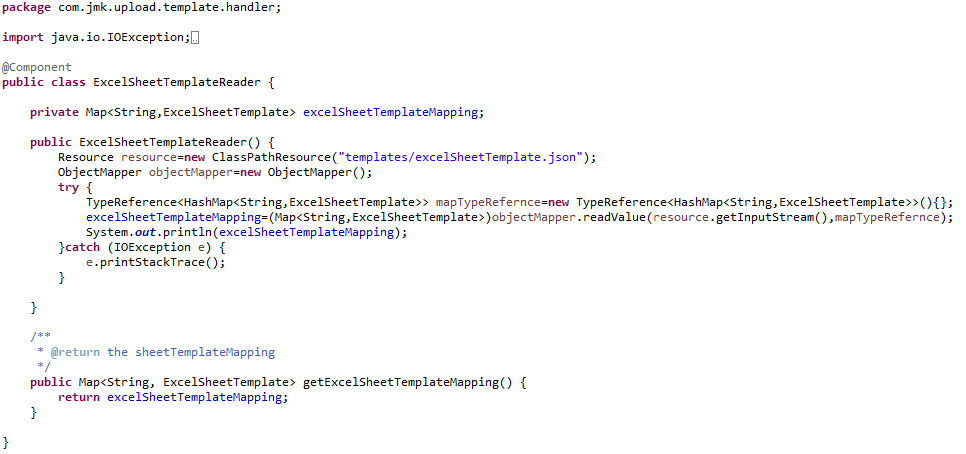 package com.jmk.upload.template.handler;
import java.io.IOException;
@Component
public class ExcelSheetTemplateReader {
private Map<String,ExcelSheetTemplate> excelSheetTemplateMapping;
public ExcelSheetTemplateReader() {
Resource resource=new ClassPathResource("templates/excelSheetTemplate.json");
ObjectMapper objectMapper=new ObjectMapper();
try {
TypeReference<HashMap<String,ExcelSheetTemplate>> mapTypeRefernce=new TypeReference<HashMap<String,ExcelSheetTemplate>>(){};
excelSheetTemplateMapping=(Map<String,ExcelSheetTemplate>)objectMapper.readValue(resource.getInputStream(),mapTypeRefernce);
System.out.println(excelSheetTemplateMapping);
}catch (IOException e) {
e.printStackTrace();
}
}
/**
* @return the sheetTemplateMapping
*/
public Map<String, ExcelSheetTemplate> getExcelSheetTemplateMapping() {
return excelSheetTemplateMapping;
}
}